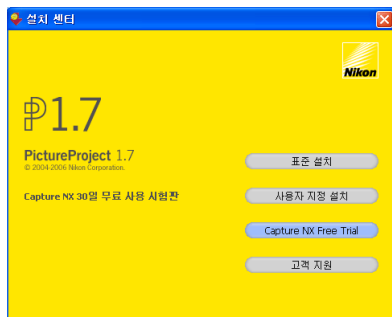 설치 센터
Nikon
P1.7
PictureProject 1.7
© 2004-2006 Nikon Corporation.
표준 설치
Capture NX 30일 무료 사용 시험판
사용자 지정 설치
Capture NX Free Trial
고객 지원